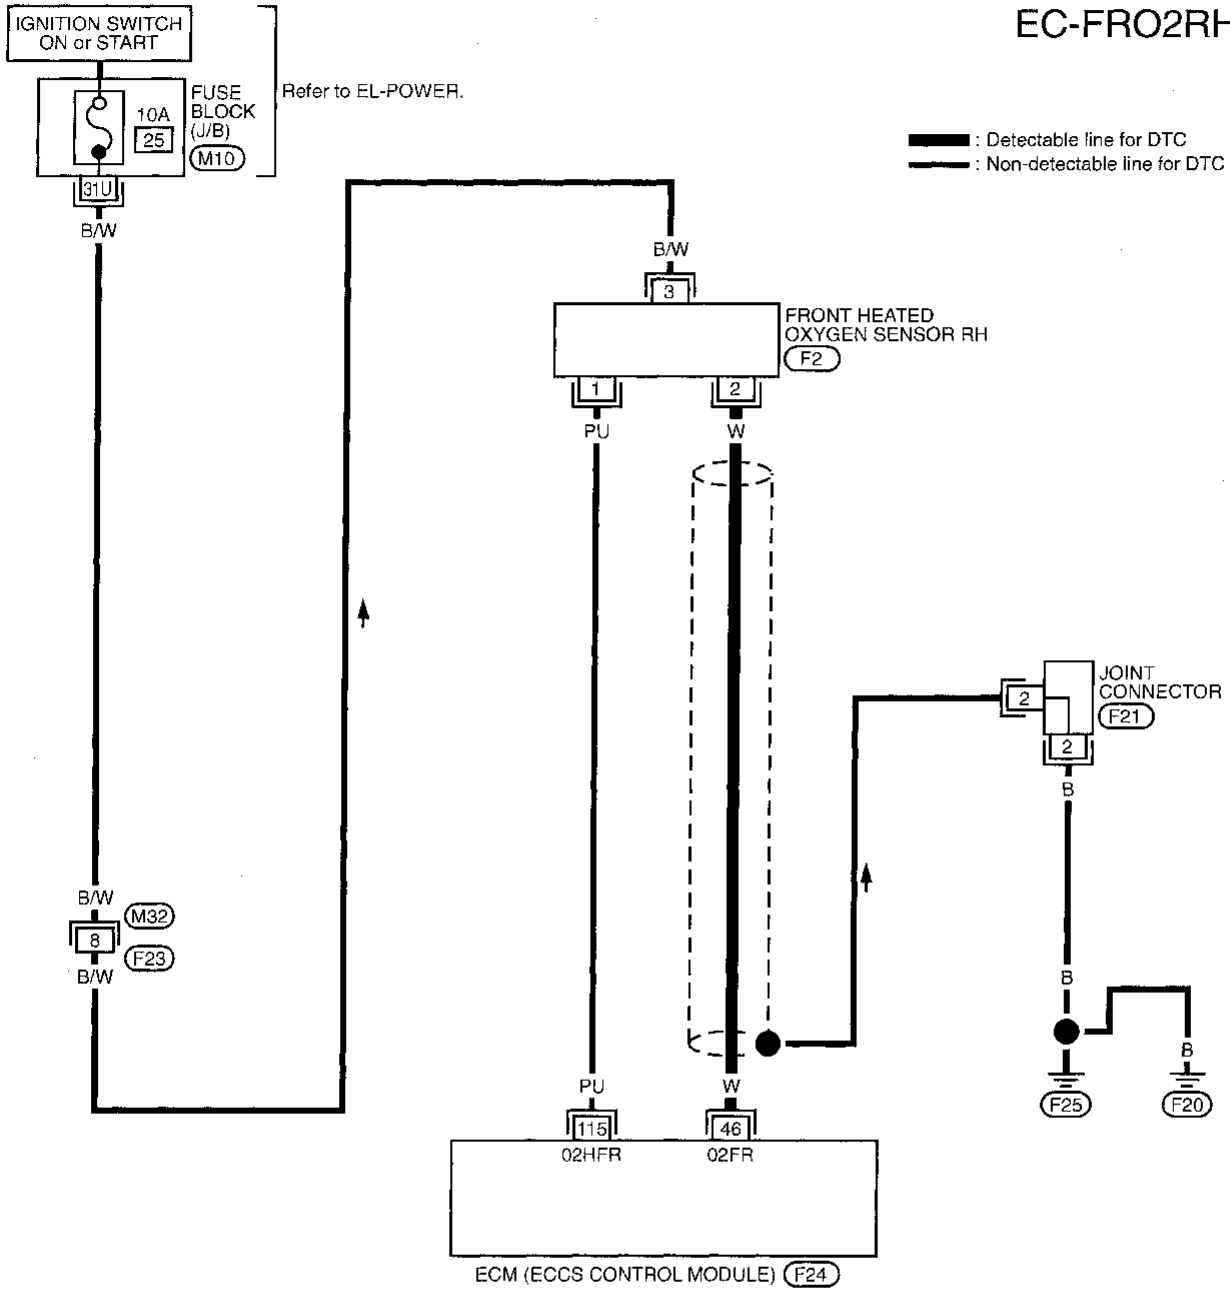 EC-FRO2RH
IGNITION SWITCH
ON or START
FUSE
BLOCK
(J/B)
M10
10A
25
Refer to EL-POWER.
: Detectable line for DTC
: Non-detectable line for DTC
31U
B/W
B/W
3
FRONT HEATED
OXYGEN SENSOR RH
F2
1
2
PU
W
JOINT
CONNECTOR
F21
2
2
B
B/W
M32
8
F23
B/W
B
B
F25
F20
PU
W
115
46
02HFR
02FR
ECM (ECCS CONTROL MODULE) F24